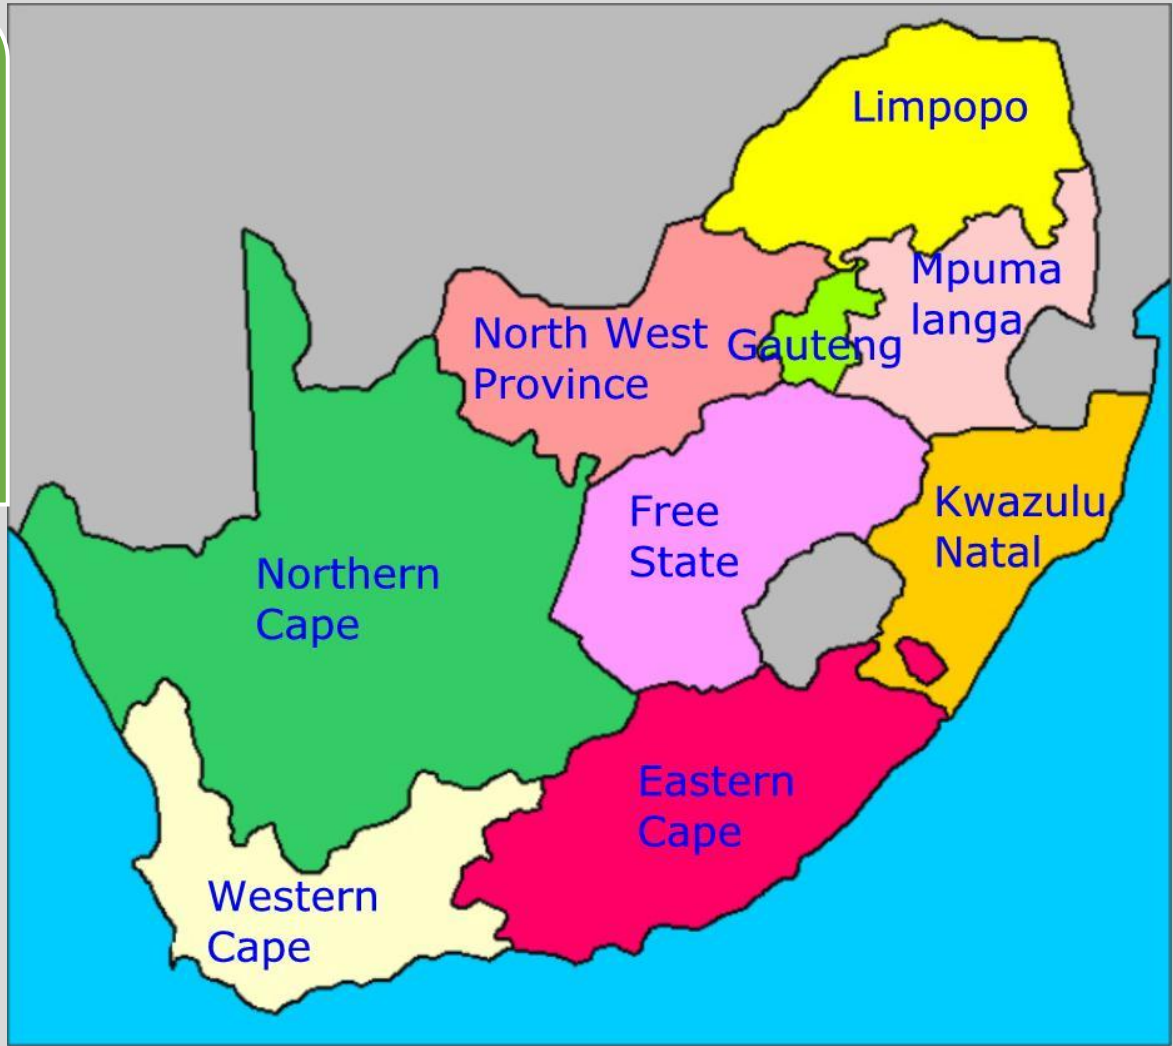 Limpopo
Mpuma
langa
North West
Province
Gauteng
Free
State
Kwazulu
Natal
Northern
Cape
Eastern
Cape
Western
Cape